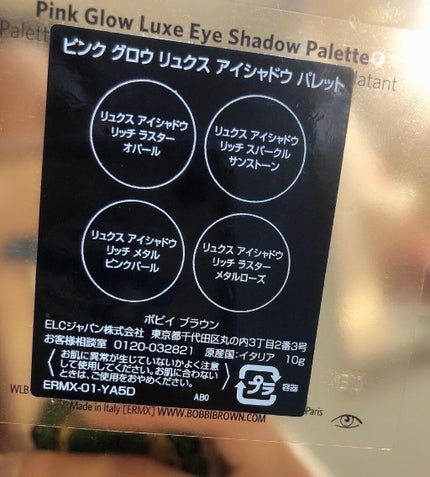 Pink Glow Luxe Eye Shadow Palette
Palett
latant
ピンク グロウ リュクス アイシャドウ パレット
リュクス アイシャドウ
リッチ ラスター
オパール
リュクス アイシャドウ
リッチ スパークル
サンストーン
リュクス アイシャドウ
リッチ メタル
ピンクパール
リュクス アイシャドウ
リッチ ラスター
メタルローズ
ボビイ ブラウン
ELCジャパン株式会社 東京都千代田区丸の内3丁目2番3号
お客様相談室 0120-032821 原産国:イタリア 10g
お肌に異常が生じていないかよく注意
して使用してください。お肌に合わない
ときは、ご使用をおやめください。
プラ
容器
ERMX-01-YA5D
AB0
WLB
Made in Italy [ERMX] WWW.BOBBIBROWN.COM
Paris